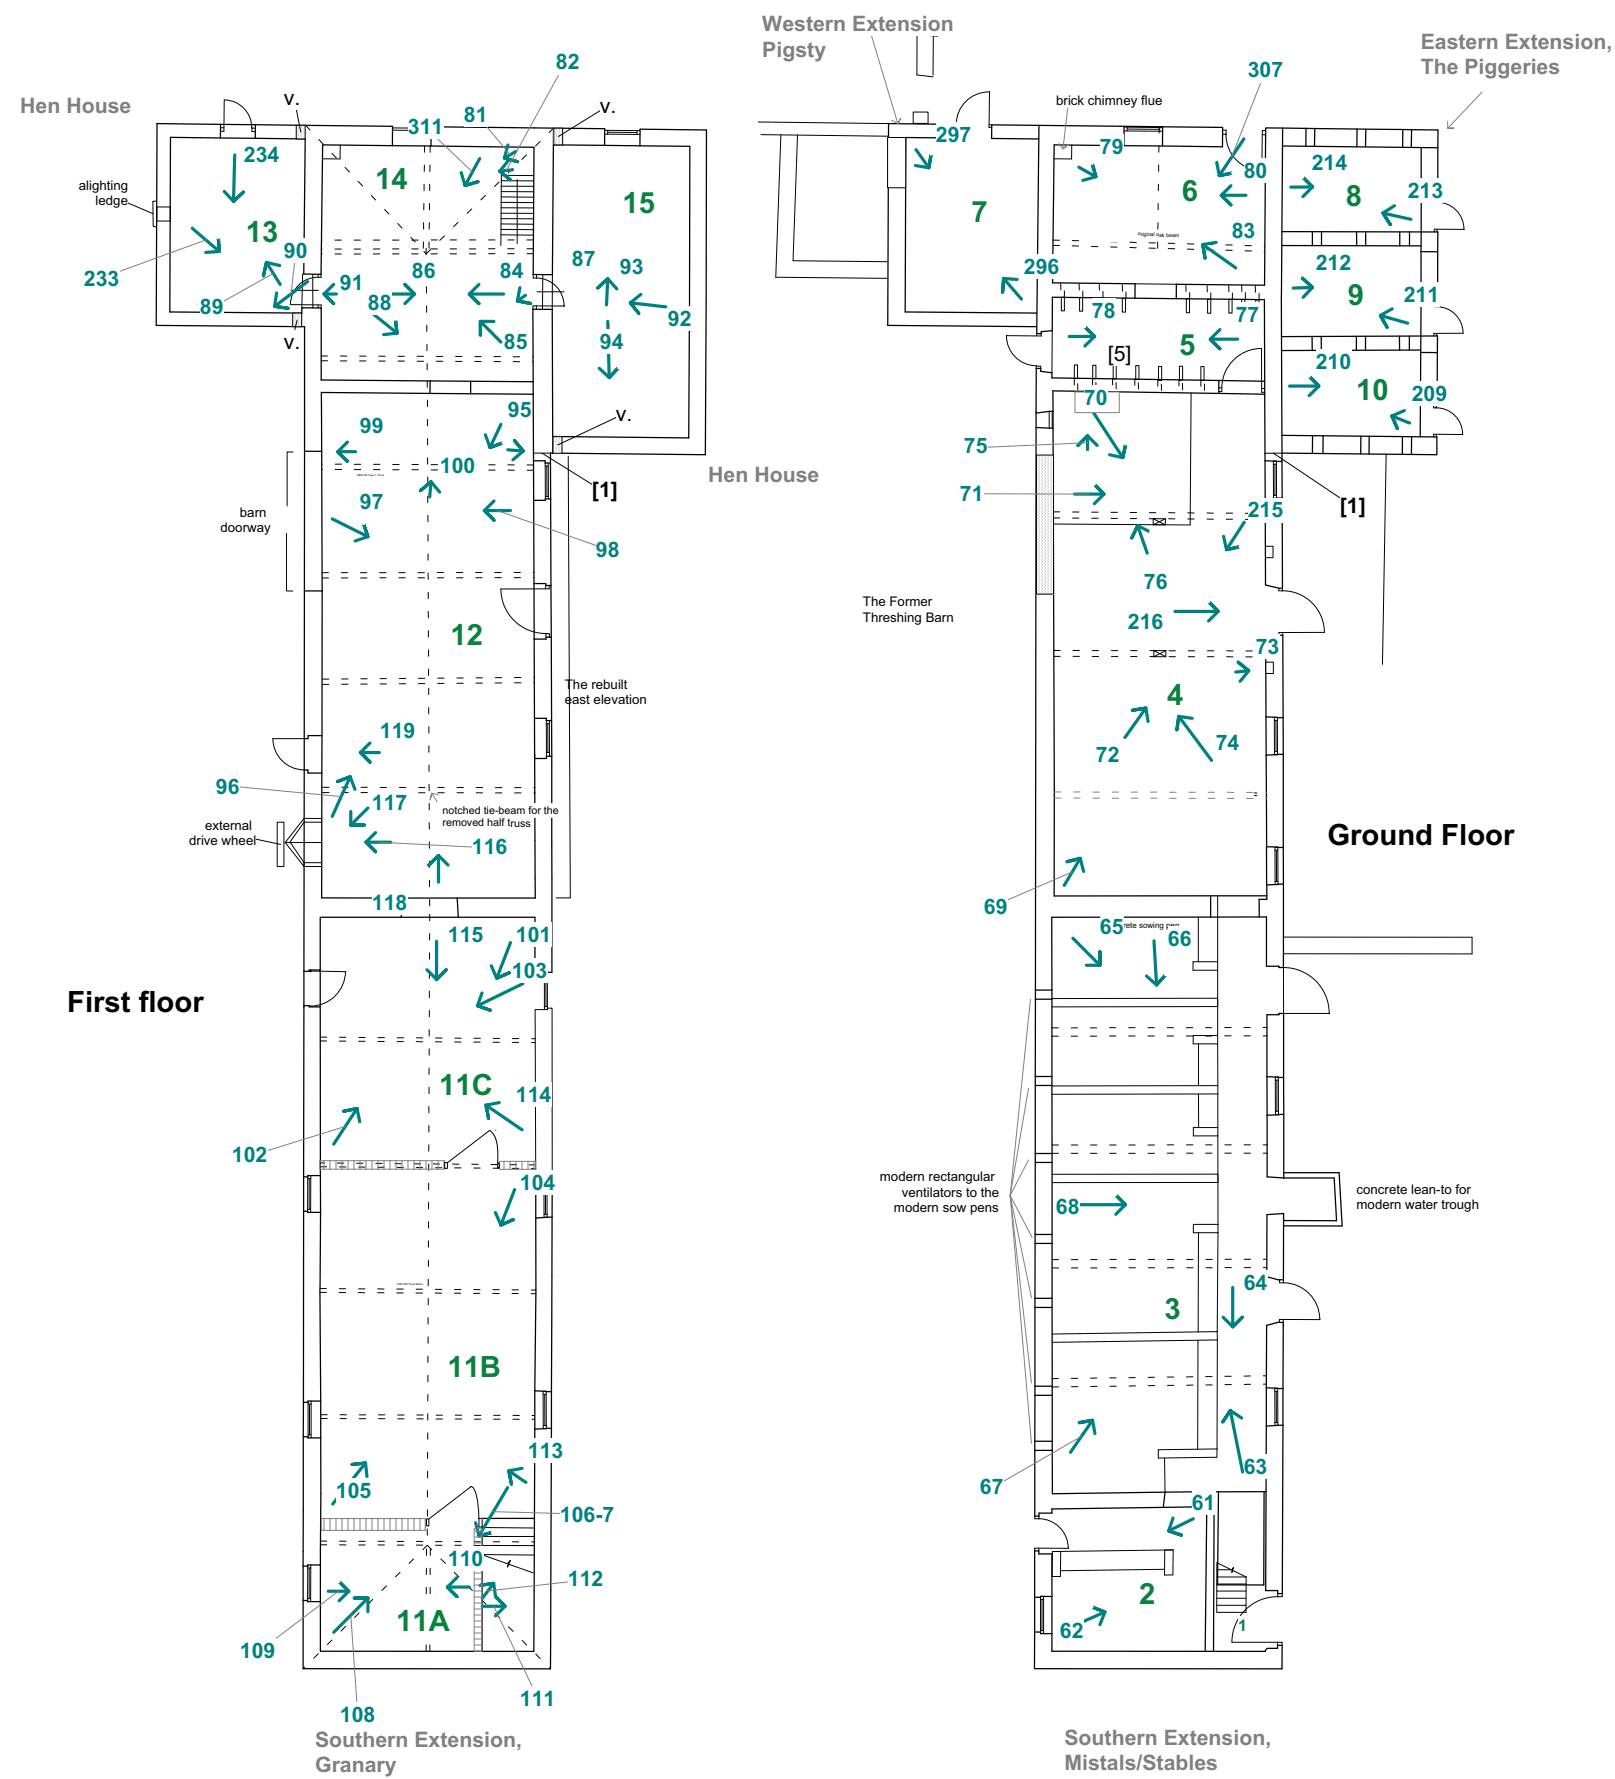 Western Extension
Pigsty
Eastern Extension,
The Piggeries
82
307
Hen House
v.
81
v.
brick chimney flue
311
297
79
234
80
214
213
alighting
ledge
14
15
7
6
8
13
90
233
original oak beam
83
89
91
86
84
87
93
296
212
9
211
88
92
78
77
v.
85
94
[5]
5
210
10
209
95
70
99
v.
75
100
Hen House
[1]
71
[1]
97
215
barn
doorway
98
76
The Former
Threshing Barn
216
12
73
The rebuilt
east elevation
4
119
72
74
96
117
notched tie-beam for the
removed half truss
external
drive wheel
116
Ground Floor
118
69
115
101
65
rete sowing pen
66
103
First floor
11C
114
102
104
modern rectangular
ventilators to the
modern sow pens
68
concrete lean-to for
modern water trough
64
3
11B
113
63
105
67
106-7
61
110
112
2
11A
62
1
109
111
108
Southern Extension,
Granary
Southern Extension,
Mistals/Stables